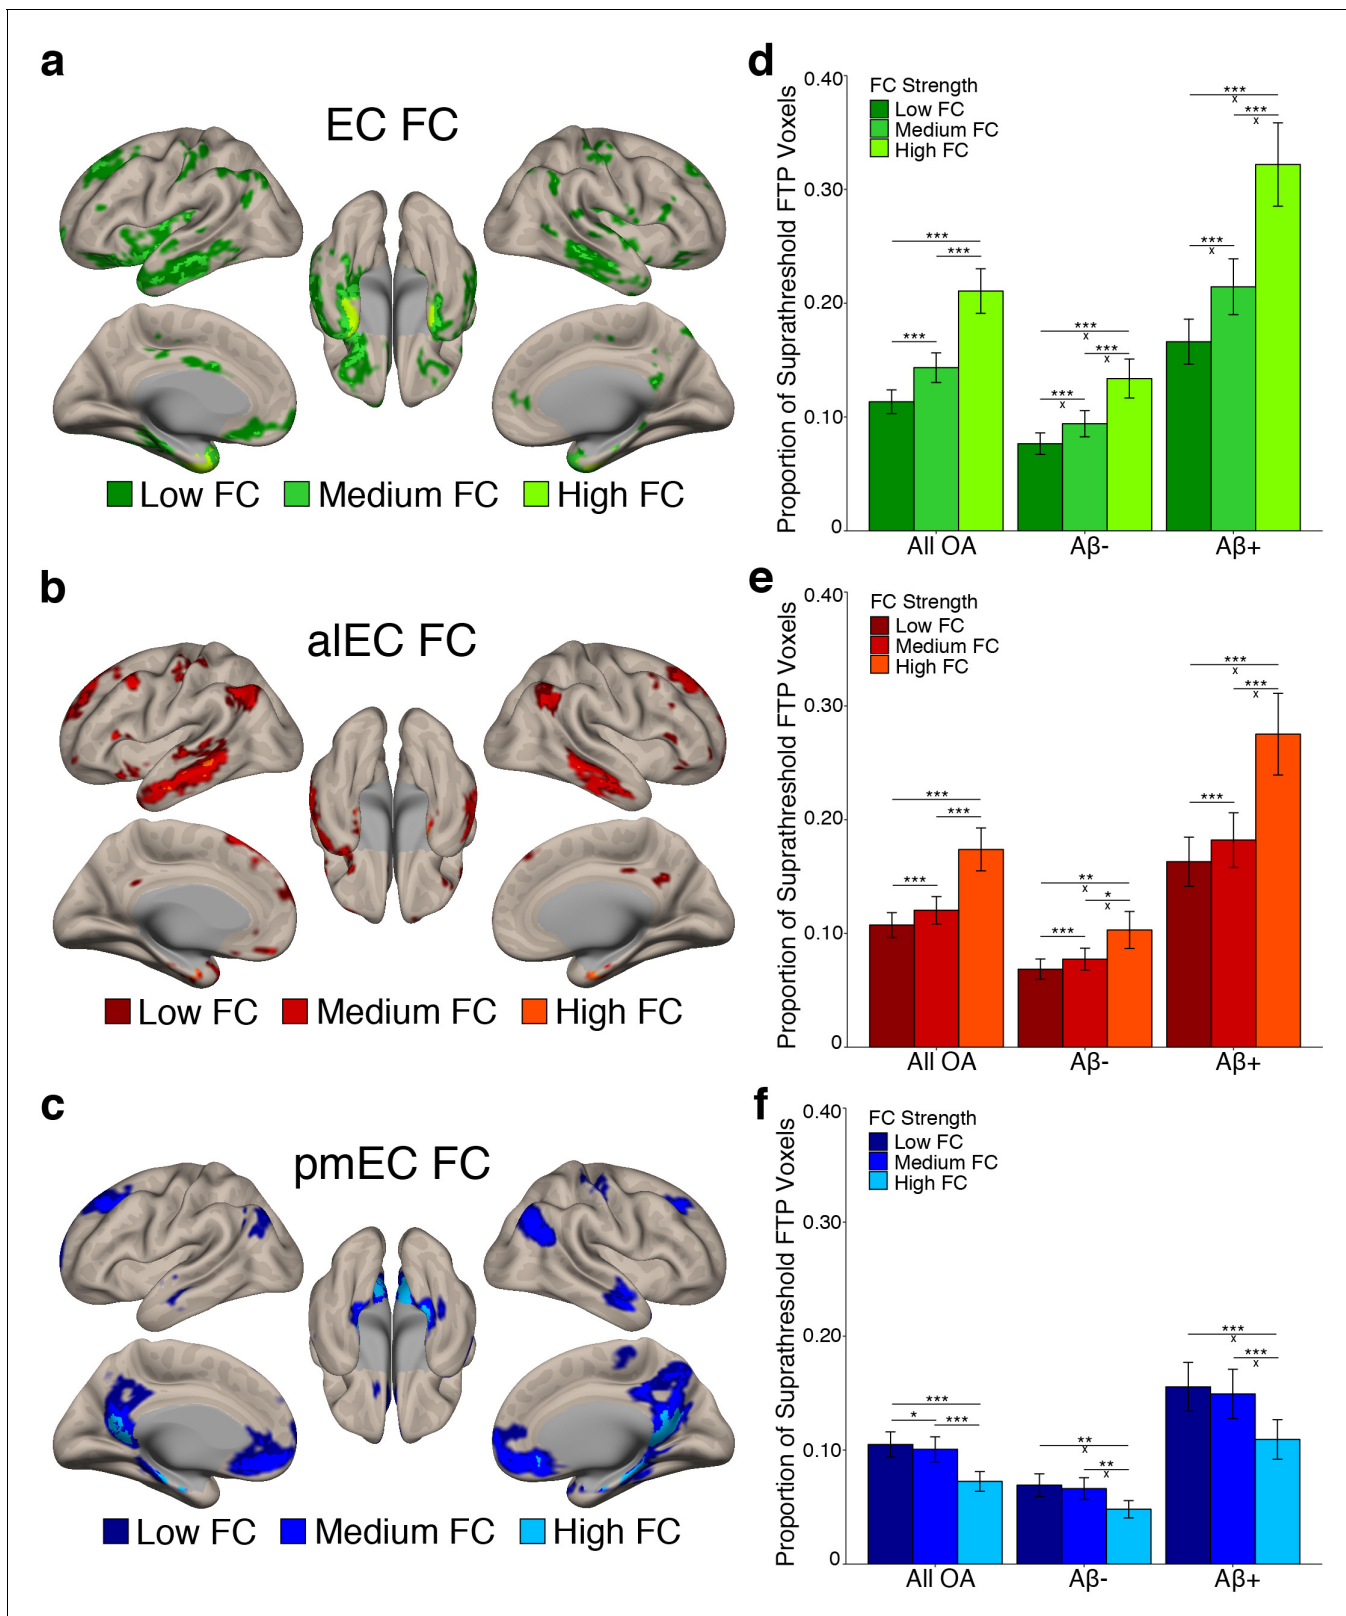 a
EC FC
Low FC Medium FC High FC
d
Proportion of Suprathreshold FTP Voxels
0.40
0.30
0.20
0.10
0
FC Strength
Low FC
Medium FC
High FC
*** *** ***
*** x *** x *** x
*** x *** x *** x
All OA Aβ- Aβ+
b
alEC FC
Low FC Medium FC High FC
e
Proportion of Suprathreshold FTP Voxels
0.40
0.30
0.20
0.10
0
FC Strength
Low FC
Medium FC
High FC
*** *** ***
** x * x ***
*** x *** x ***
All OA Aβ- Aβ+
c
pmEC FC
Low FC Medium FC High FC
f
Proportion of Suprathreshold FTP Voxels
0.40
0.30
0.20
0.10
0
FC Strength
Low FC
Medium FC
High FC
*** * ***
** x ** x
*** x *** x
All OA Aβ- Aβ+